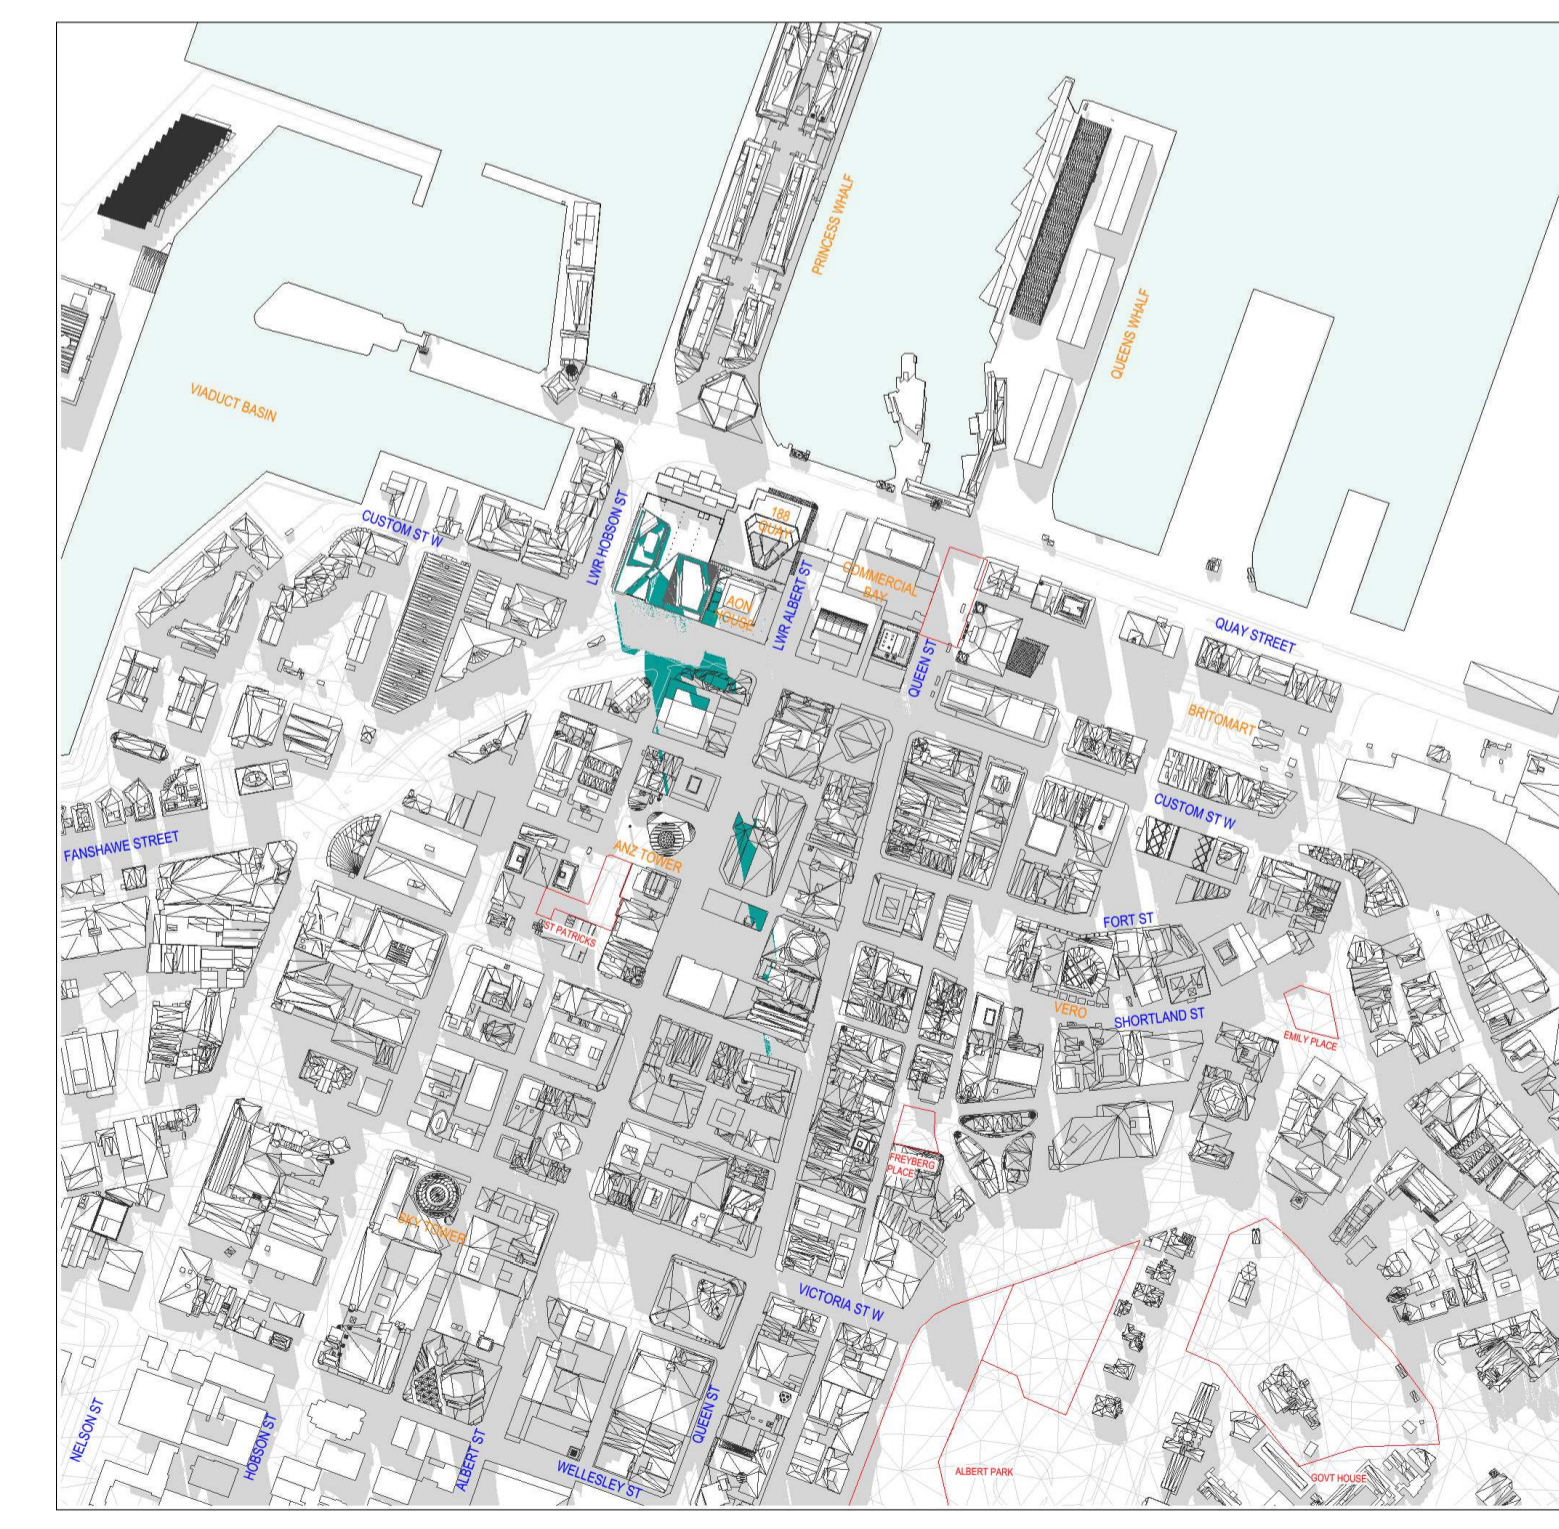 PRINCESS WHALF
QUEENS WHALF
VIADUCT BASIN
CUSTOM ST W
LWR HOBSON ST
188
QUAY
LWR ALBERT ST
COMMERCIAL
BAY
AON
HOUSE
QUEEN ST
QUAY STREET
BRITOMART
CUSTOM ST W
FANSHAWE STREET
ANZ TOWER
ST PATRICKS
FORT ST
VERO
SHORTLAND ST
EMILY PLACE
FREYBERG
PLACE
SKY TOWER
VICTORIA ST W
NELSON ST
HOBSON ST
ALBERT ST
WELLESLEY ST
QUEEN ST
ALBERT PARK
GOVT HOUSE